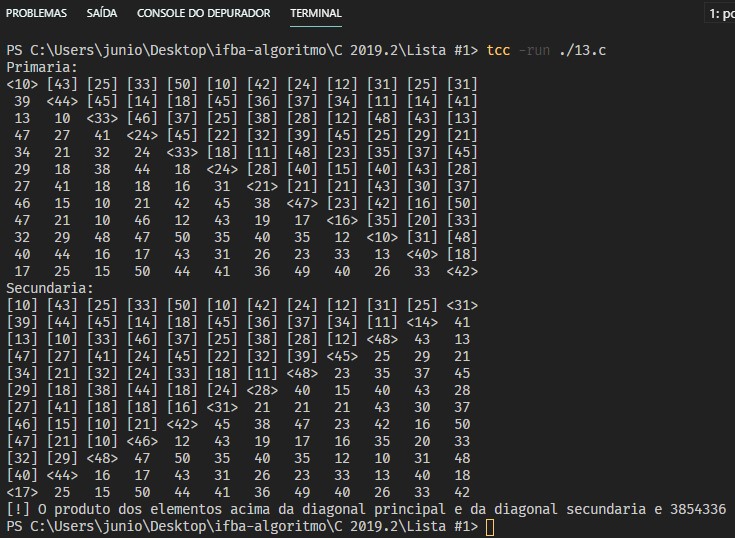 PROBLEMAS SAÍDA CONSOLE DO DEPURADOR TERMINAL 1: po
PS C:\Users\junio\Desktop\ifba-algoritmo\C 2019.2\Lista #1> tcc -run ./13.c
Primaria:
<10> [43] [25] [33] [50] [10] [42] [24] [12] [31] [25] [31]
39 <44> [45] [14] [18] [45] [36] [37] [34] [11] [14] [41]
13 10 <33> [46] [37] [25] [38] [28] [12] [48] [43] [13]
47 27 41 <24> [45] [22] [32] [39] [45] [25] [29] [21]
34 21 32 24 <33> [18] [11] [48] [23] [35] [37] [45]
29 18 38 44 18 <24> [28] [40] [15] [40] [43] [28]
27 41 18 18 16 31 <21> [21] [21] [43] [30] [37]
46 15 10 21 42 45 38 <47> [23] [42] [16] [50]
47 21 10 46 12 43 19 17 <16> [35] [20] [33]
32 29 48 47 50 35 40 35 12 <10> [31] [48]
40 44 16 17 43 31 26 23 33 13 <40> [18]
17 25 15 50 44 41 36 49 40 26 33 <42>
Secundaria:
[10] [43] [25] [33] [50] [10] [42] [24] [12] [31] [25] <31>
[39] [44] [45] [14] [18] [45] [36] [37] [34] [11] <14> 41
[13] [10] [33] [46] [37] [25] [38] [28] [12] <48> 43 13
[47] [27] [41] [24] [45] [22] [32] [39] <45> 25 29 21
[34] [21] [32] [24] [33] [18] [11] <48> 23 35 37 45
[29] [18] [38] [44] [18] [24] <28> 40 15 40 43 28
[27] [41] [18] [18] [16] <31> 21 21 21 43 30 37
[46] [15] [10] [21] <42> 45 38 47 23 42 16 50
[47] [21] [10] <46> 12 43 19 17 16 35 20 33
[32] [29] <48> 47 50 35 40 35 12 10 31 48
[40] <44> 16 17 43 31 26 23 33 13 40 18
<17> 25 15 50 44 41 36 49 40 26 33 42
[!] O produto dos elementos acima da diagonal principal e da diagonal secundaria e 3854336
PS C:\Users\junio\Desktop\ifba-algoritmo\C 2019.2\Lista #1>